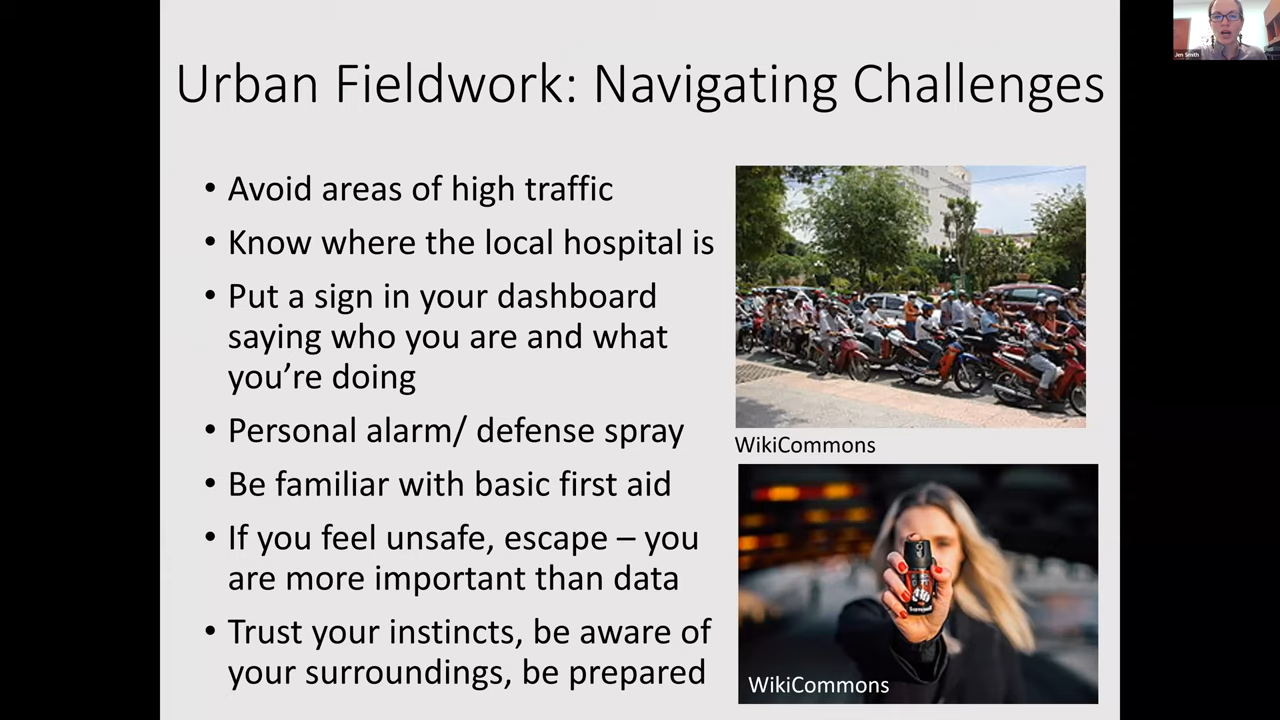 Urban Fieldwork: Navigating Challenges
• Avoid areas of high traffic
• Know where the local hospital is
• Put a sign in your dashboard
saying who you are and what
you’re doing
• Personal alarm/ defense spray
• Be familiar with basic first aid
• If you feel unsafe, escape – you
are more important than data
• Trust your instincts, be aware of
your surroundings, be prepared
WikiCommons
WikiCommons
Jen Smith